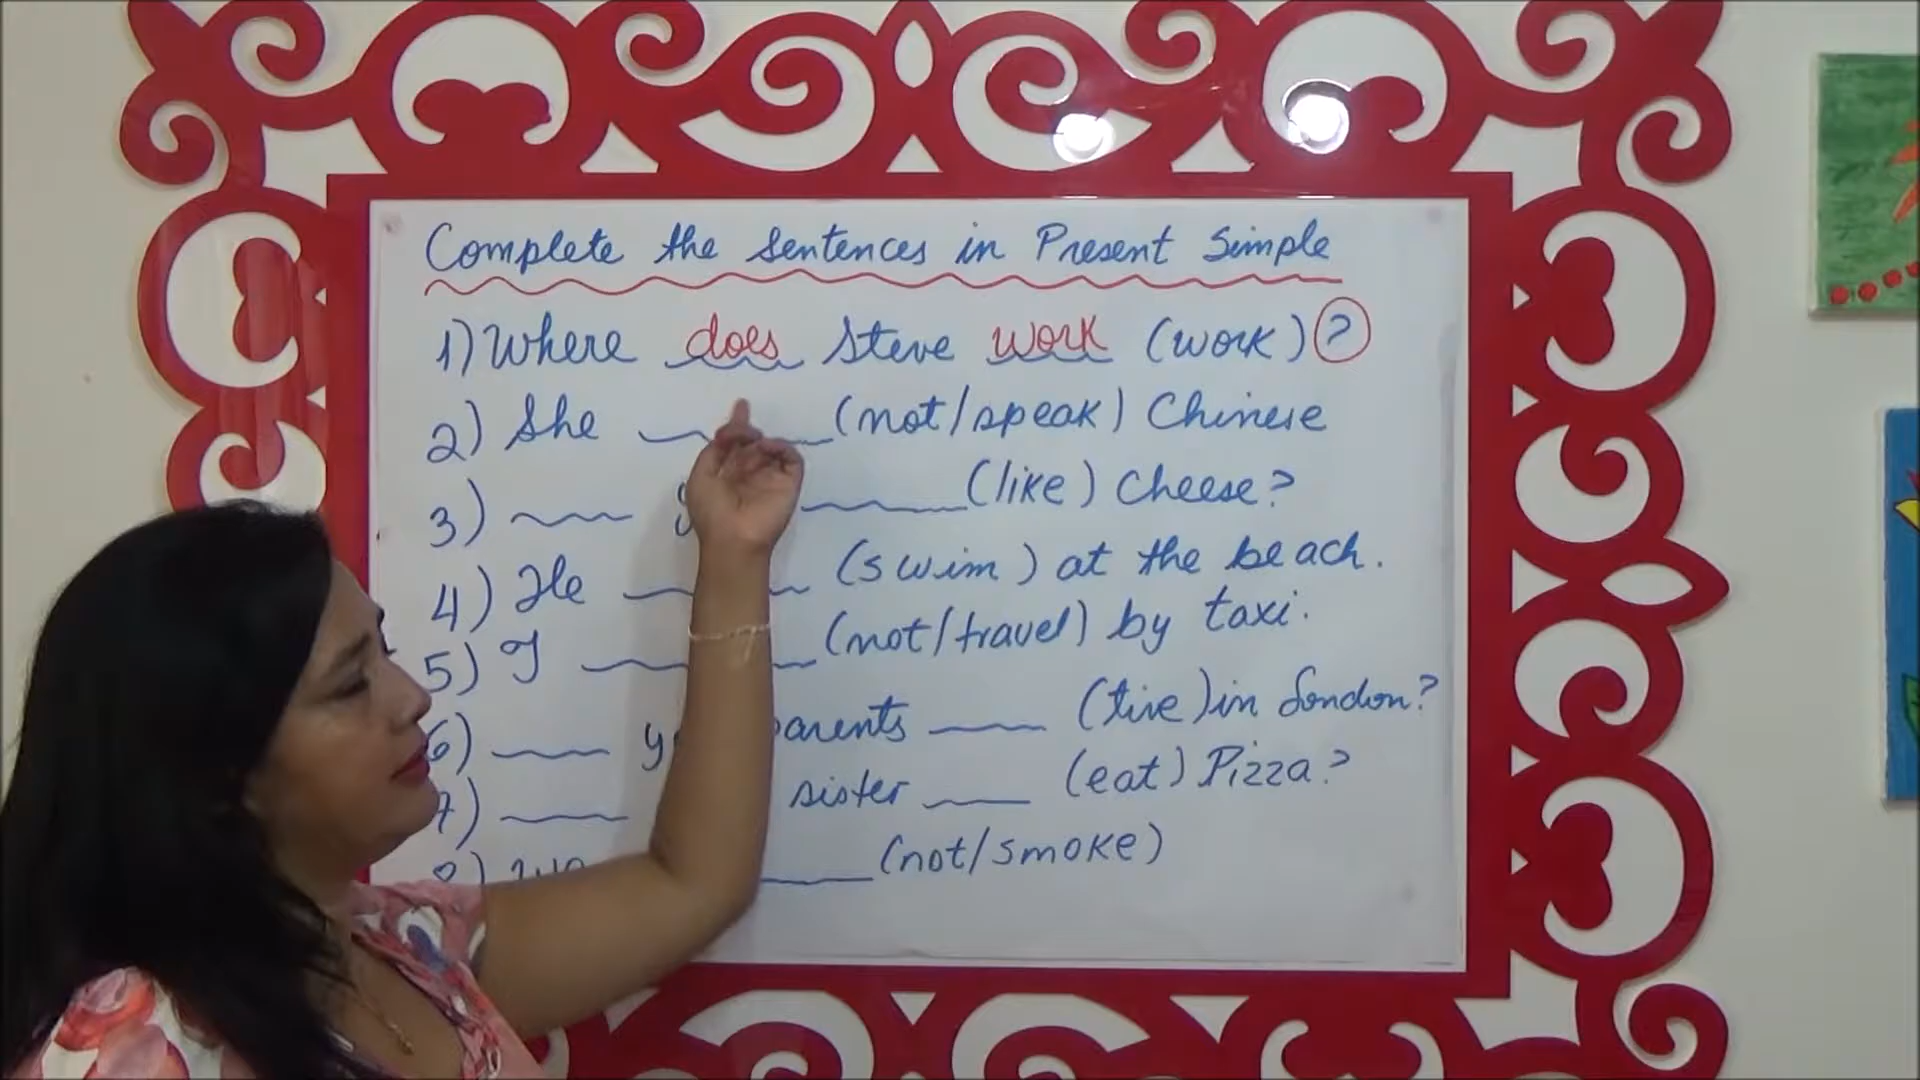 Complete the sentences in Present Simple
1) Where does Steve work (work)?
2) She (not/speak) Chinese
3) (like) Cheese?
4) He (swim) at the beach.
5) I (not/travel) by taxi.
6) parents (live) in London?
7) sister (eat) Pizza?
8) (not/smoke)